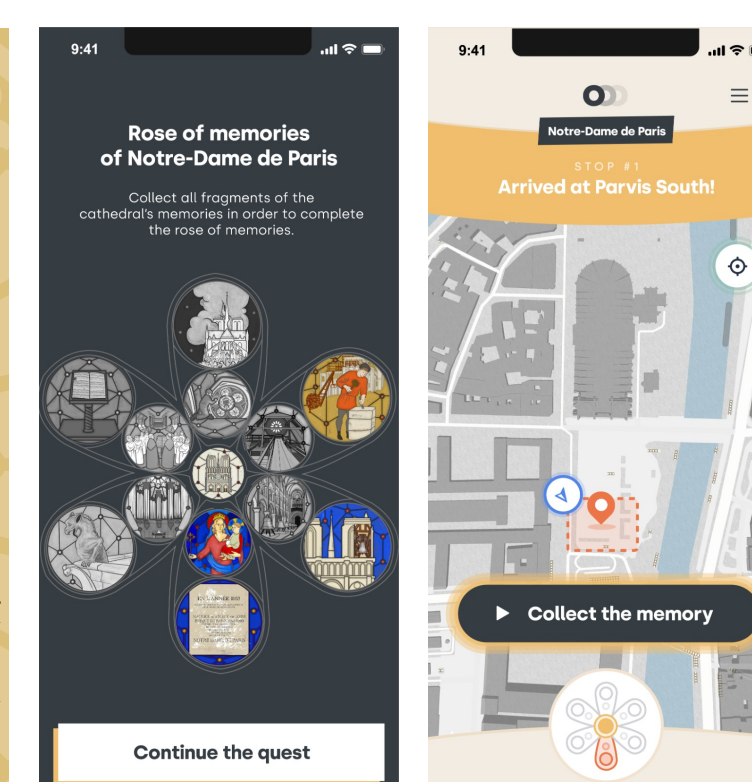 9:41
Rose of memories
of Notre-Dame de Paris
Collect all fragments of the
cathedral's memories in order to complete
the rose of memories.
Continue the quest
9:41
Notre-Dame de Paris
STOP #1
Arrived at Parvis South!
Collect the memory